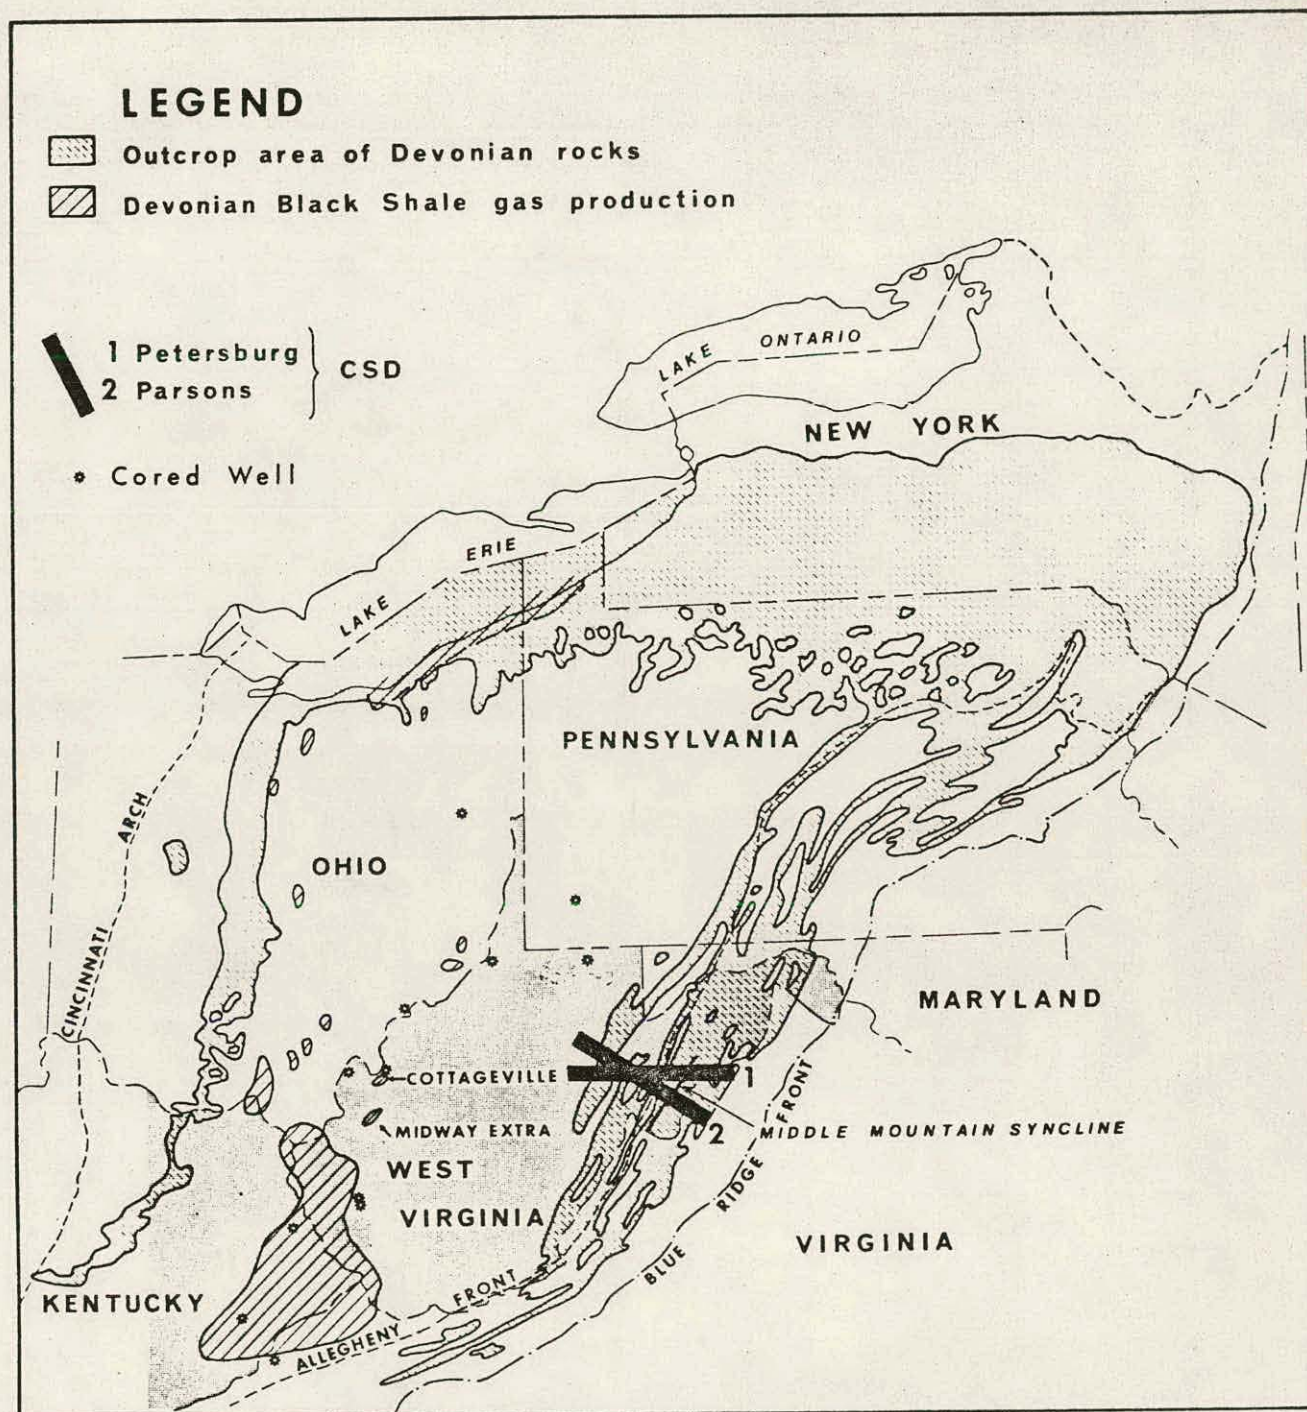 LEGEND
Outcrop area of Devonian rocks
Devonian Black Shale gas production
1 Petersburg
2 Parsons
CSD
Cored Well
LAKE ONTARIO
NEW YORK
LAKE ERIE
PENNSYLVANIA
CINCINNATI ARCH
OHIO
MARYLAND
COTTAGEVILLE
1
MIDWAY EXTRA
2
MIDDLE MOUNTAIN SYNCLINE
WEST
VIRGINIA
VIRGINIA
BLUE RIDGE FRONT
KENTUCKY
ALLEGHENY FRONT